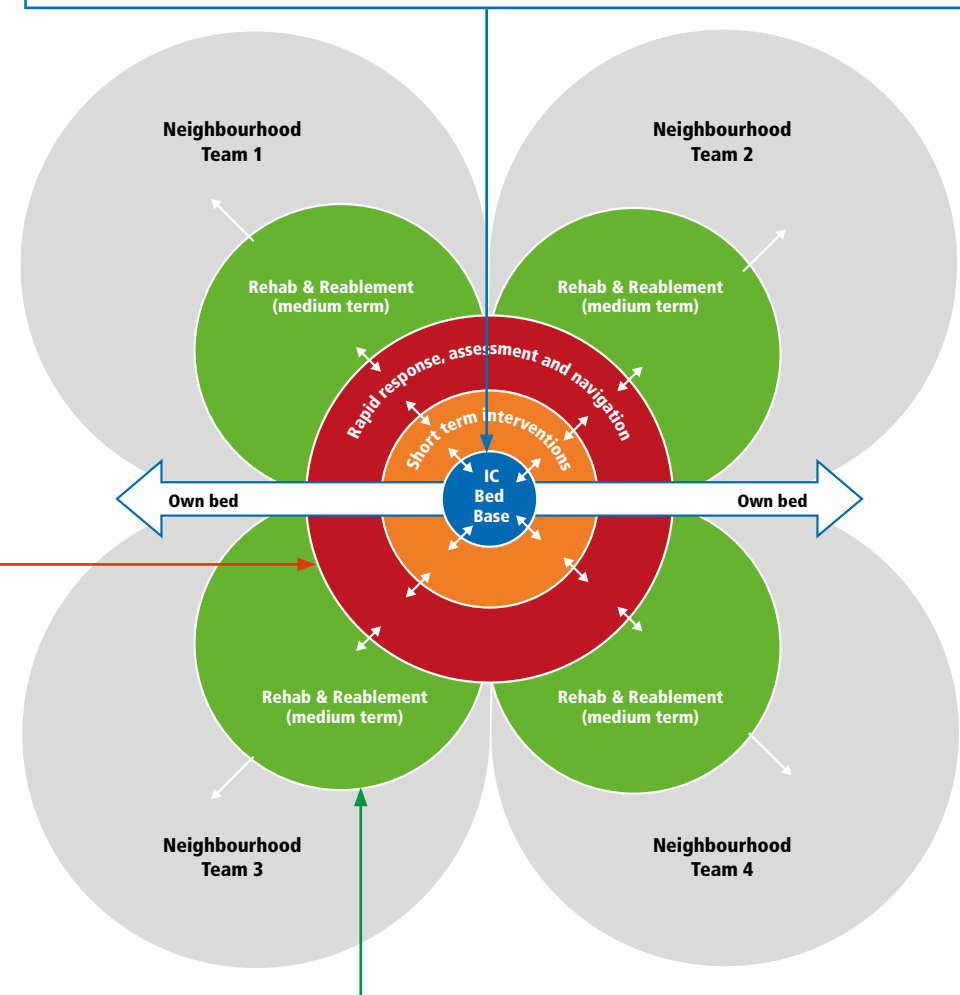 Neighbourhood
Team 1
Neighbourhood
Team 2
Rehab & Reablement
(medium term)
Rehab & Reablement
(medium term)
Rapid response, assessment and navigation
Short term interventions
IC
Bed
Base
Own bed
Own bed
Rehab & Reablement
(medium term)
Rehab & Reablement
(medium term)
Neighbourhood
Team 3
Neighbourhood
Team 4